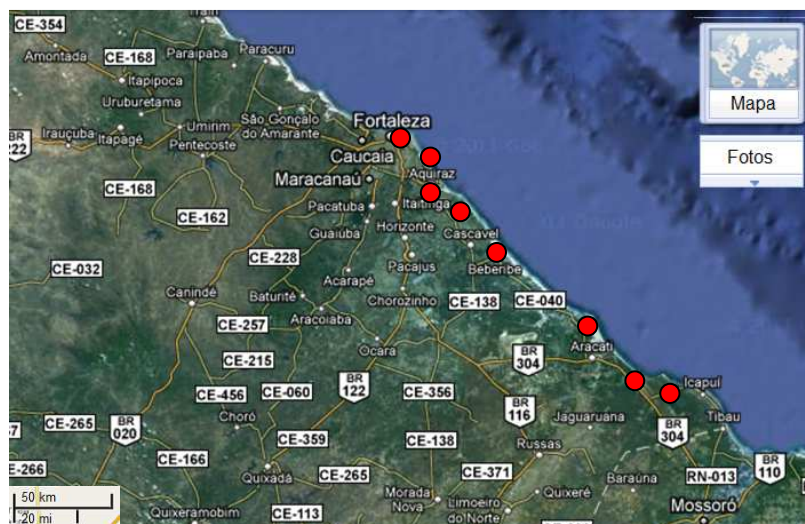 Trairi
CE-354
Amontada
CE-168
Paraipaba
Paracuru
Itapipoca
Uruburetama
São Gonçalo
do Amarante
Fortaleza
Mapa
Irauçuba
Itapagé
Umirim
BR
222
Pentecoste
Caucaia
Fotos
Aquiraz
Maracanaú
CE-168
Pacatuba
Itaitinga
CE-162
Guaiúba
Horizonte
Cascavel
CE-228
CE-032
Pacajus
Beberibe
Acarapé
Canindé
Baturité
Chorozinho
CE-138
CE-040
Aracoiaba
CE-257
Ocara
Aracati
CE-215
BR
304
BR
122
Icapuí
CE-456
CE-060
CE-356
BR
116
Choró
Jaguaruana
Tibau
CE-265
BR
020
CE-359
CE-138
BR
304
Russas
CE-166
BR
110
E-266
Quixadá
CE-265
CE-371
RN-013
Baraúna
50 km
Morada
Nova
Quixeré
20 mi
Quixeramobim
CE-113
Limoeiro
do Norte
Mossoró